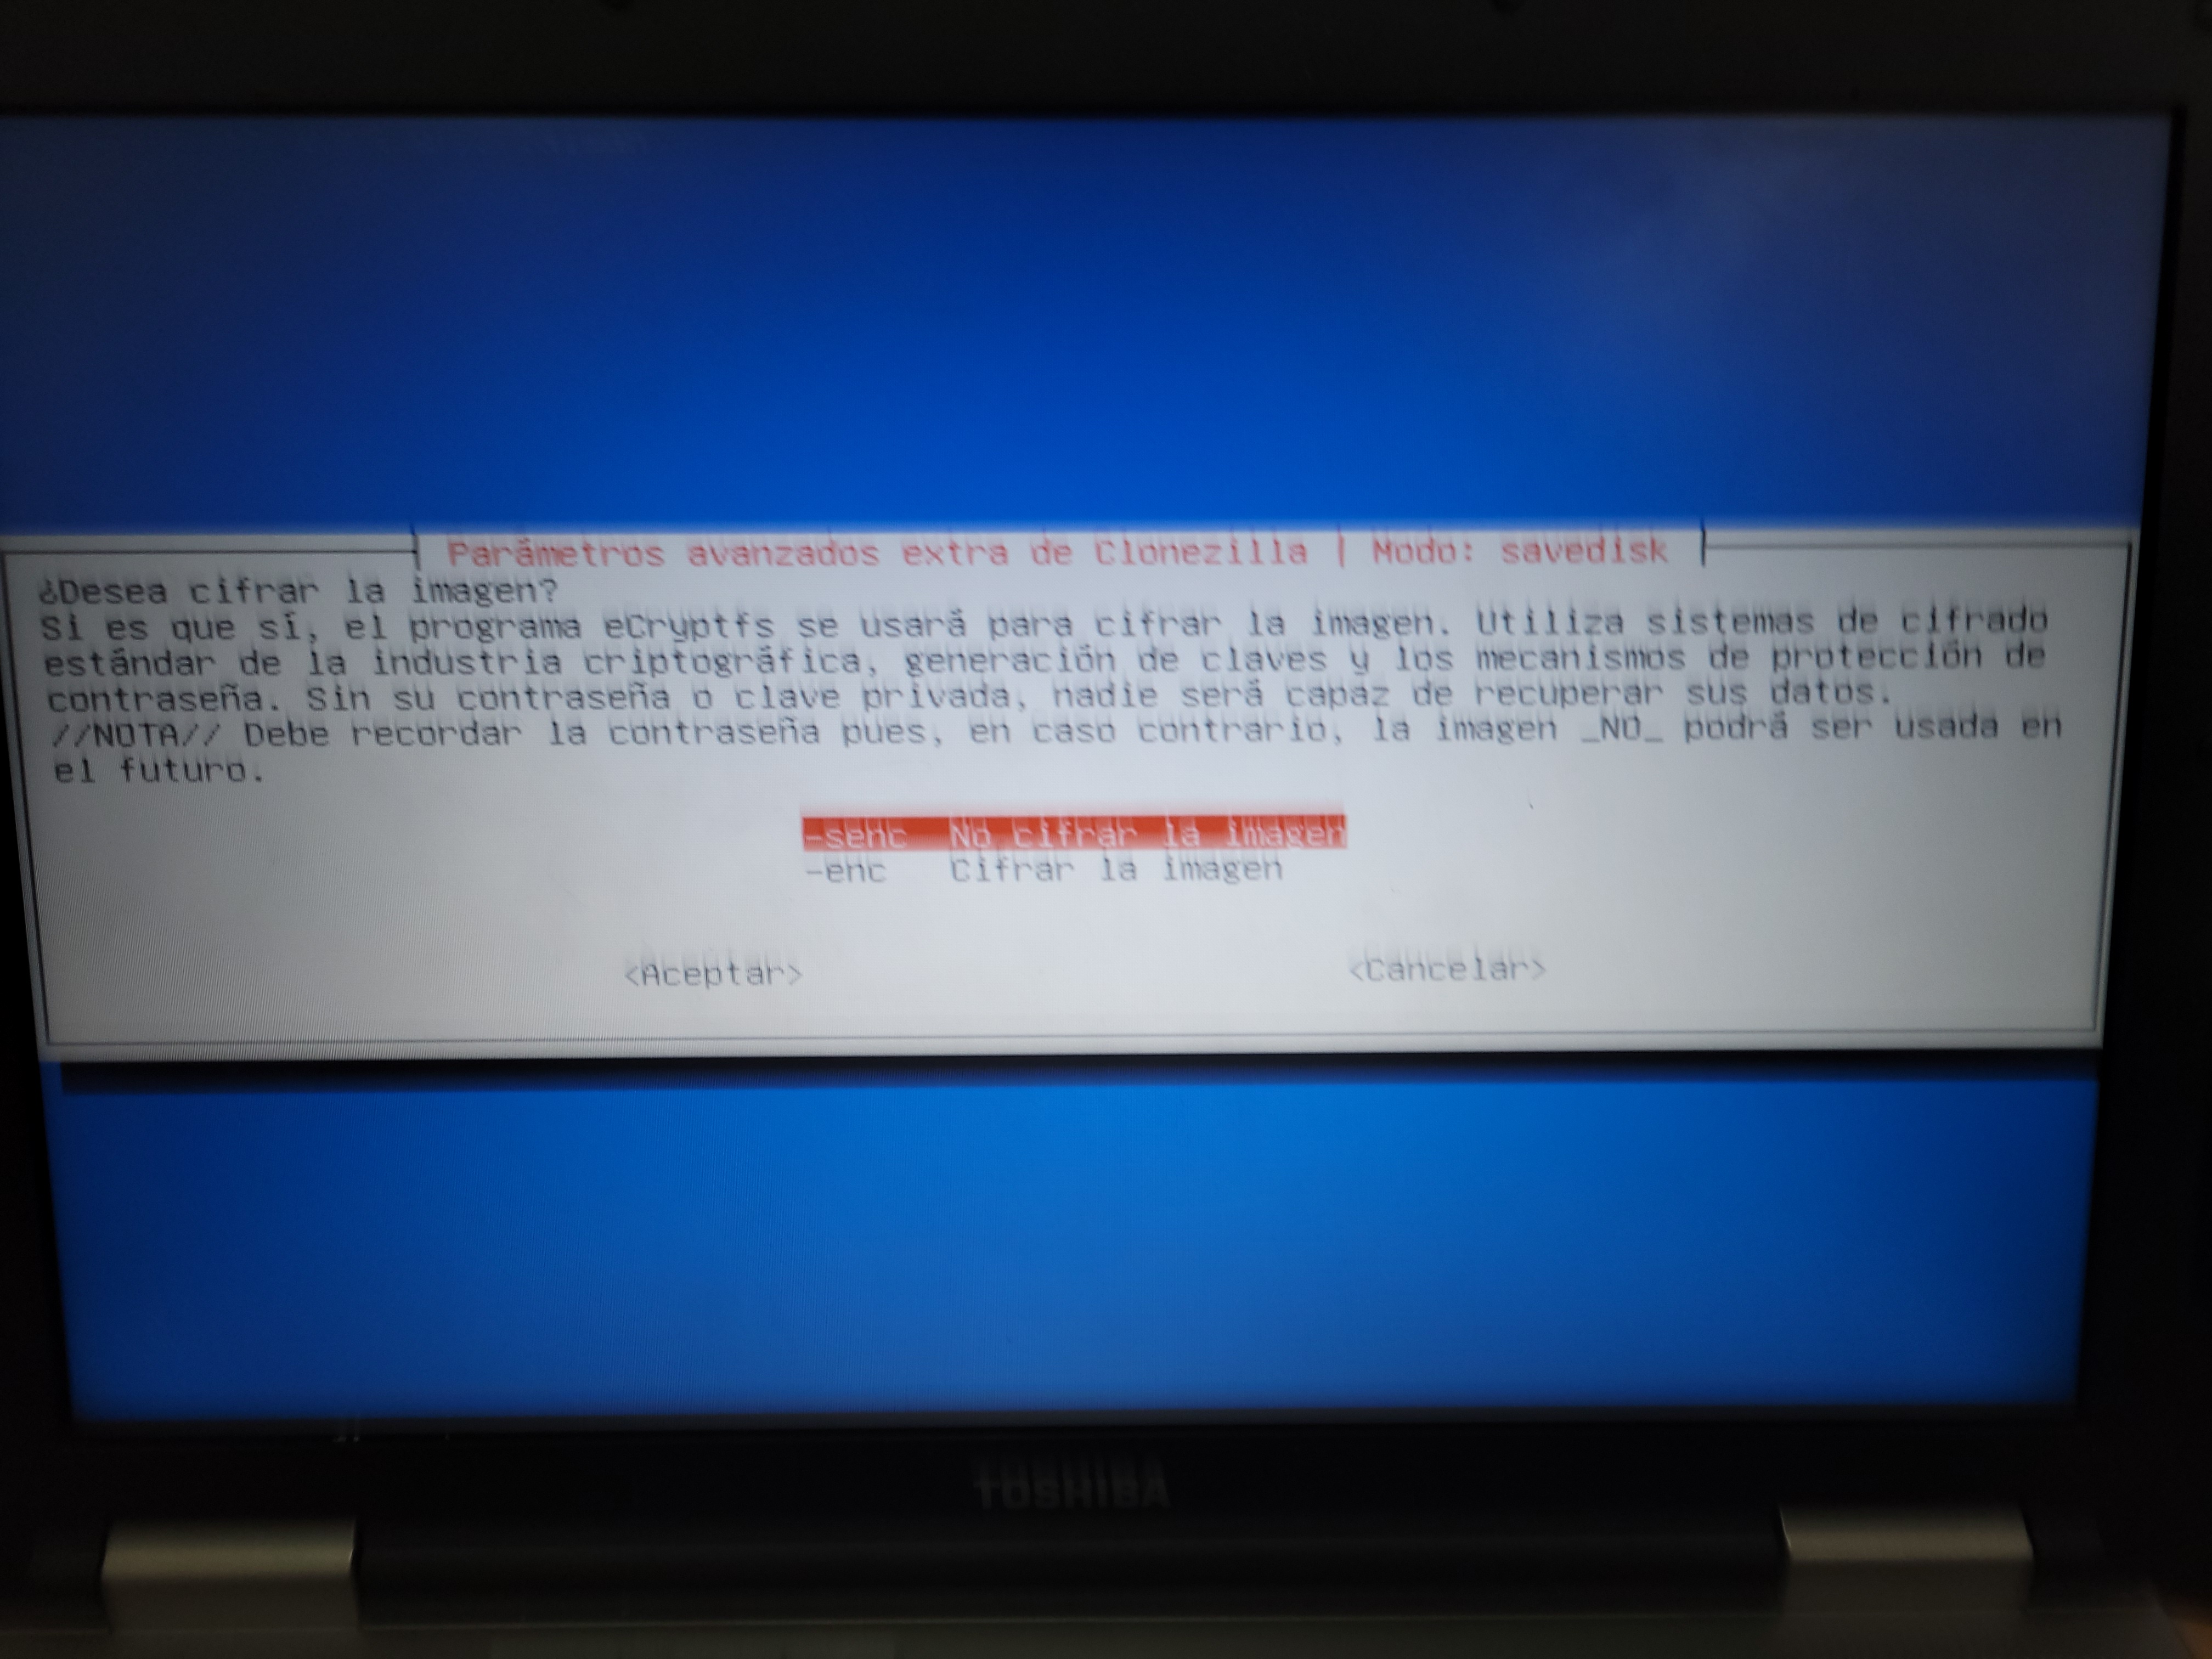 Parámetros avanzados extra de Clonezilla | Modo: savedisk
¿Desea cifrar la imagen?
Si es que sí, el programa eCryptfs se usará para cifrar la imagen. Utiliza sistemas de cifrado
estándar de la industria criptográfica, generación de claves y los mecanismos de protección de
contraseña. Sin su contraseña o clave privada, nadie será capaz de recuperar sus datos.
//NOTA// Debe recordar la contraseña pues, en caso contrario, la imagen _NO_ podrá ser usada en
el futuro.
-senc No cifrar la imagen
-enc Cifrar la imagen
<Aceptar> <Cancelar>
TOSHIBA